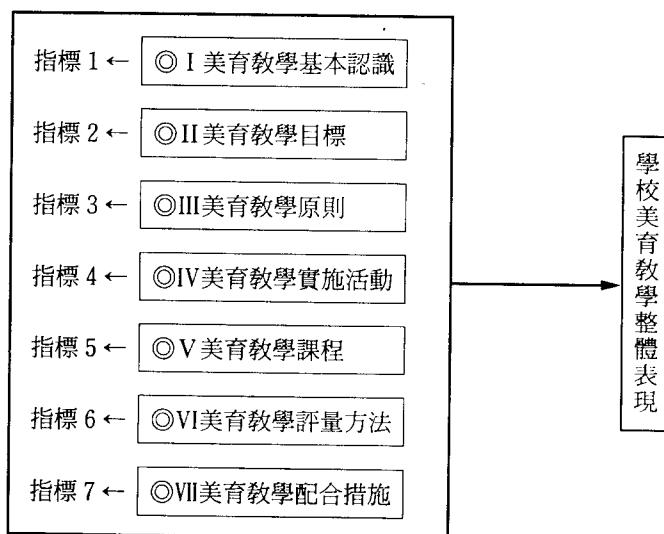 指標 1 ← ◎ I 美育教學基本認識
指標 2 ← ◎ II 美育教學目標
指標 3 ← ◎III美育教學原則
指標 4 ← ◎IV美育教學實施活動
指標 5 ← ◎ V 美育教學課程
指標 6 ← ◎VI美育教學評量方法
指標 7 ← ◎VII美育教學配合措施
學校美育教學整體表現